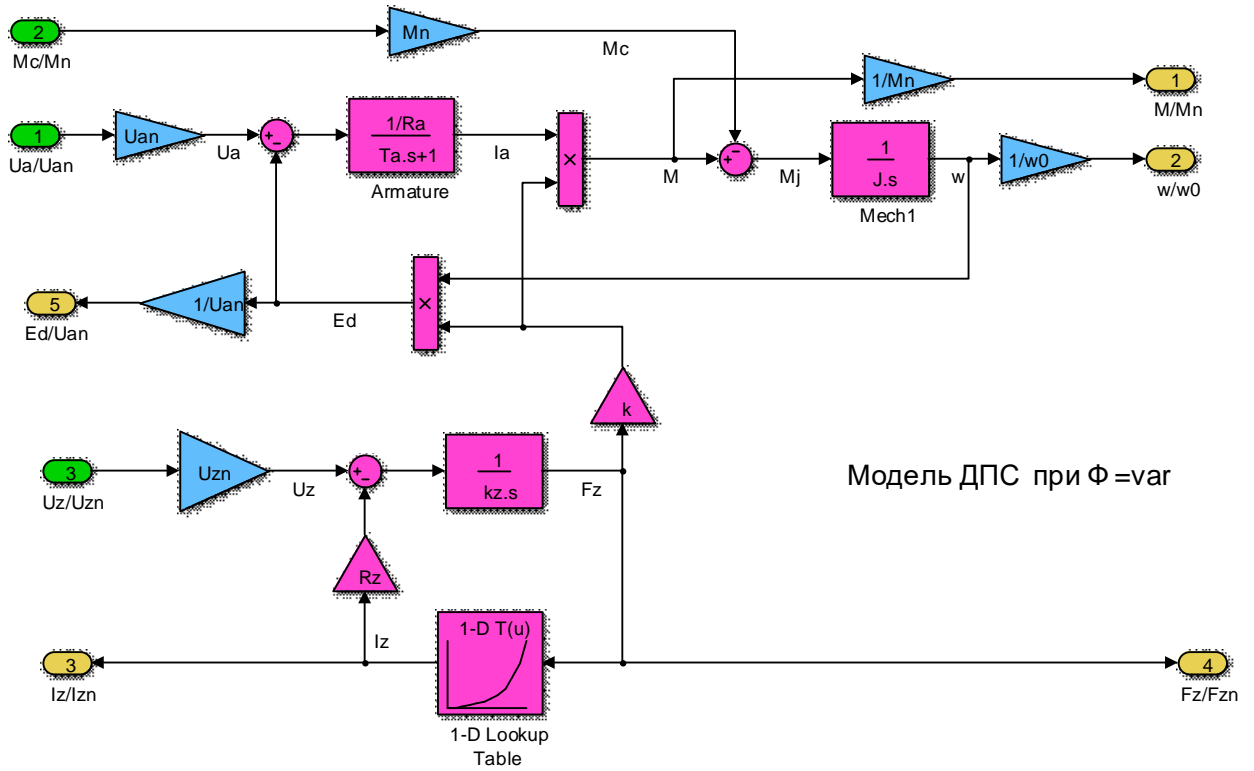 2
Mc/Mn
Mn
Mc
1/Mn
1
M/Mn
1
Ua/Uan
Uan
Ua
+
−
1/Ra
Ta.s+1
Armature
Ia
×
M
−
+
Mj
1
J.s
Mech1
w
1/w0
2
w/w0
5
Ed/Uan
1/Uan
Ed
×
k
3
Uz/Uzn
Uzn
Uz
+
−
1
kz.s
Fz
Модель ДПС при Ф=var
Rz
3
Iz/Izn
Iz
1-D T(u)
1-D Lookup
Table
4
Fz/Fzn